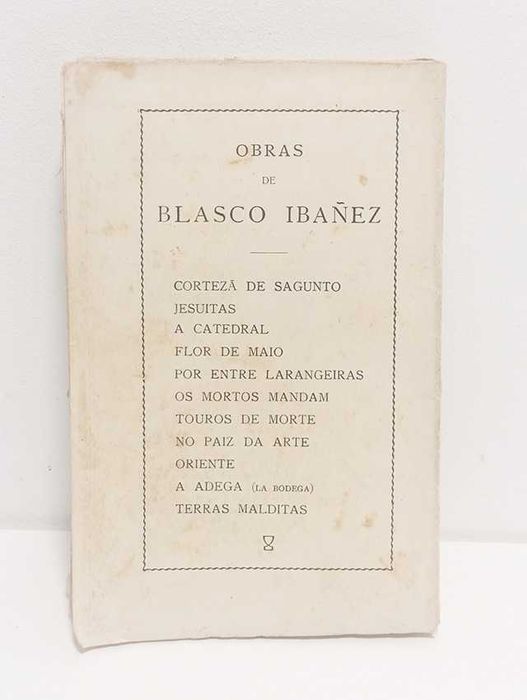 OBRAS
DE
BLASCO IBAÑEZ
CORTEZÃ DE SAGUNTO
JESUITAS
A CATEDRAL
FLOR DE MAIO
POR ENTRE LARANGEIRAS
OS MORTOS MANDAM
TOUROS DE MORTE
NO PAIZ DA ARTE
ORIENTE
A ADEGA (LA BODEGA)
TERRAS MALDITAS